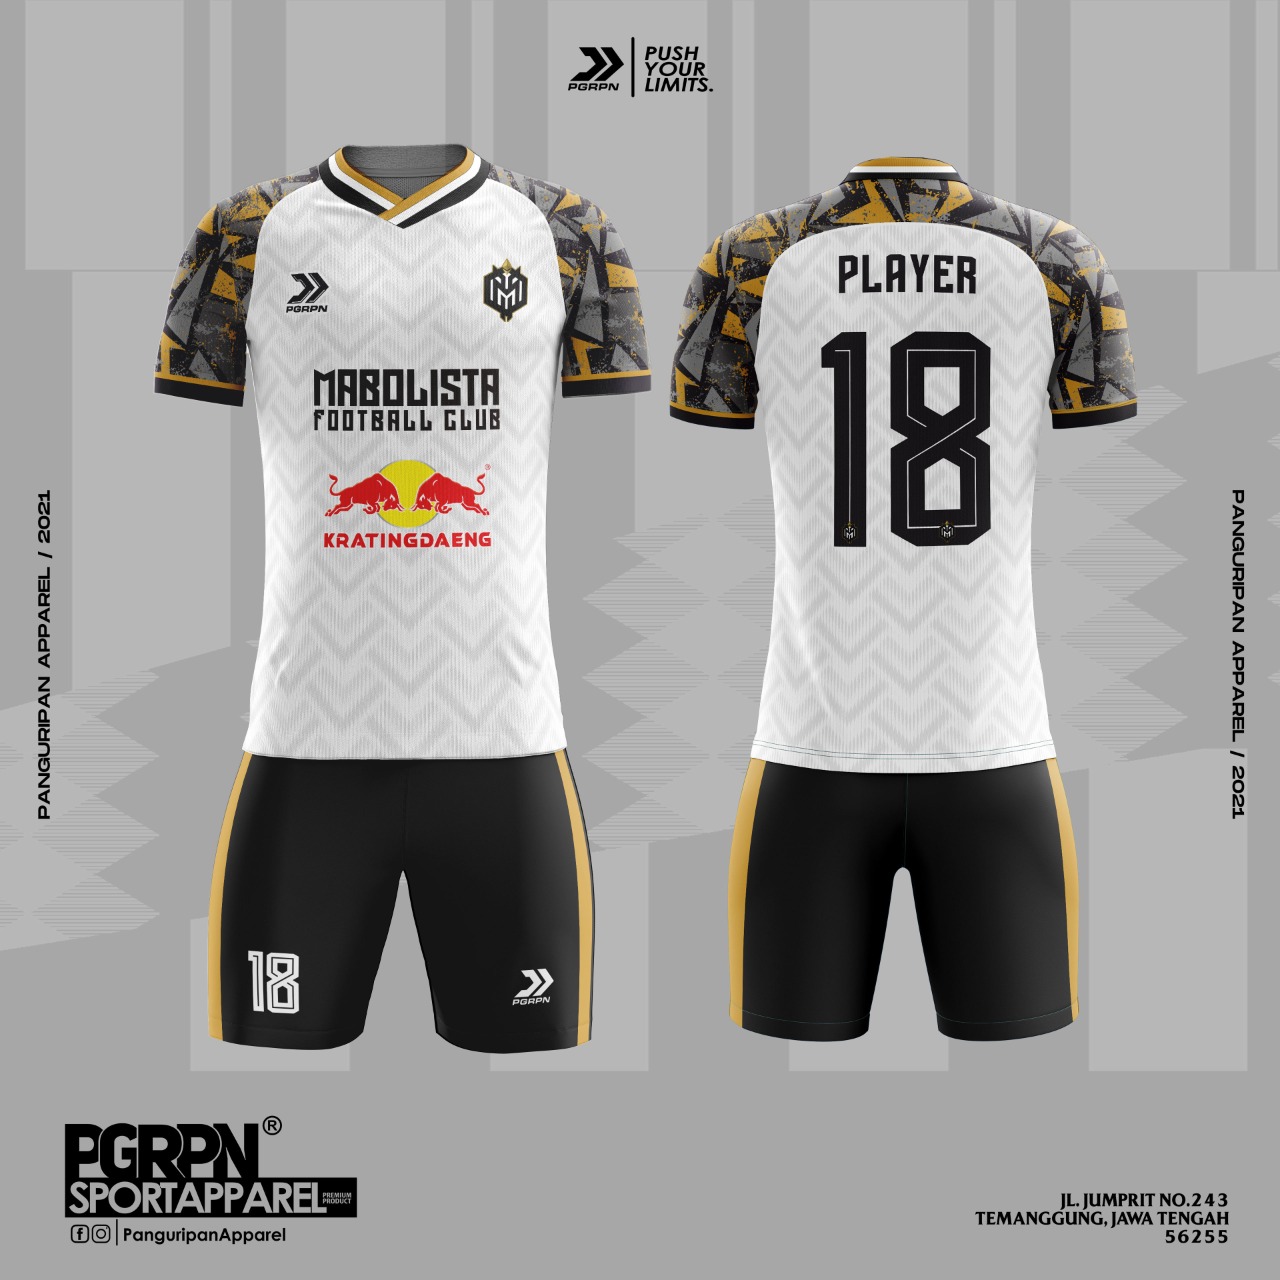 PGRPN
PUSH
YOUR
LIMITS.
PGRPN
MABOLISTA
FOOTBALL CLUB
®
KRATINGDAENG
PLAYER
18
18
PGRPN
PANGURIPAN APPAREL / 2021
PANGURIPAN APPAREL / 2021
PGRPN®
SPORTAPPAREL PREMIUM PRODUCT
PanguripanApparel
JL. JUMPRIT NO.243
TEMANGGUNG, JAWA TENGAH
56255